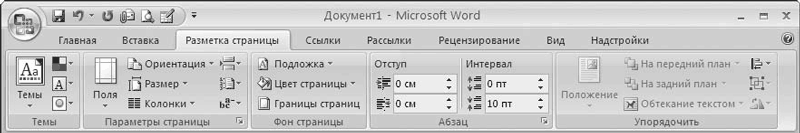 Документ1 - Microsoft Word
Главная Вставка Разметка страницы Ссылки Рассылки Рецензирование Вид Надстройки
Aa
Темы
Темы
Поля
Ориентация
Размер
Колонки
Параметры страницы
Подложка
Цвет страницы
Границы страниц
Фон страницы
Отступ Интервал
0 см 0 пт
0 см 10 пт
Абзац
Положение
На передний план
На задний план
Обтекание текстом
Упорядочить